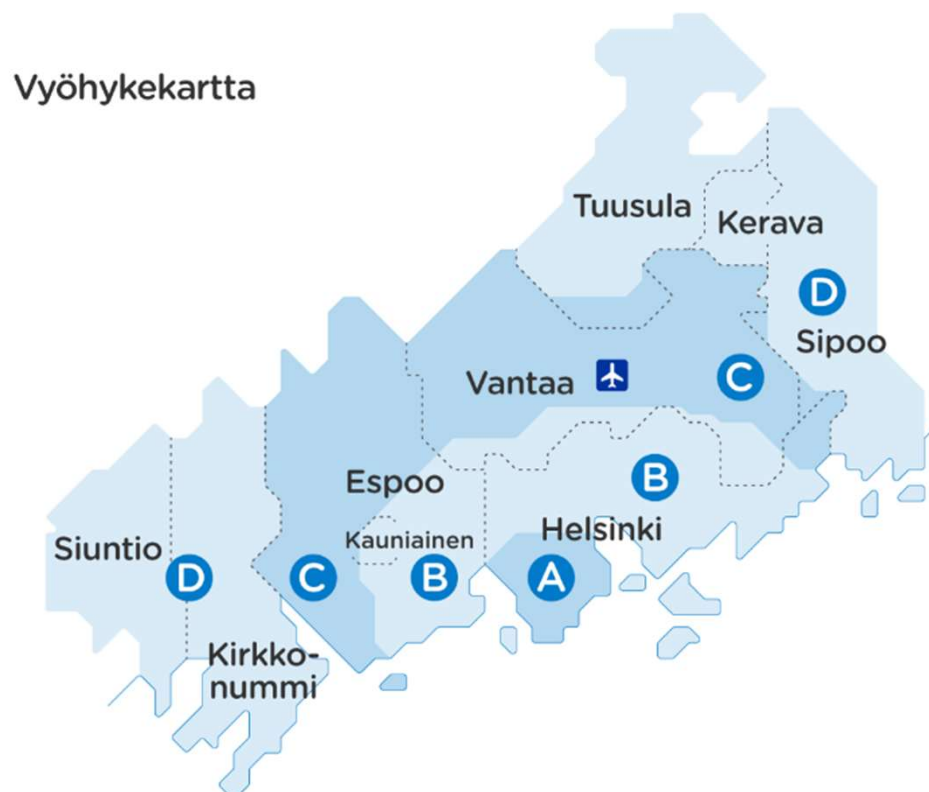 Vyöhykekartta
Tuusula
Kerava
D
Sipoo
Vantaa
C
Espoo
B
Helsinki
Kauniainen
Siuntio
D
C
B
A
Kirkko-
nummi